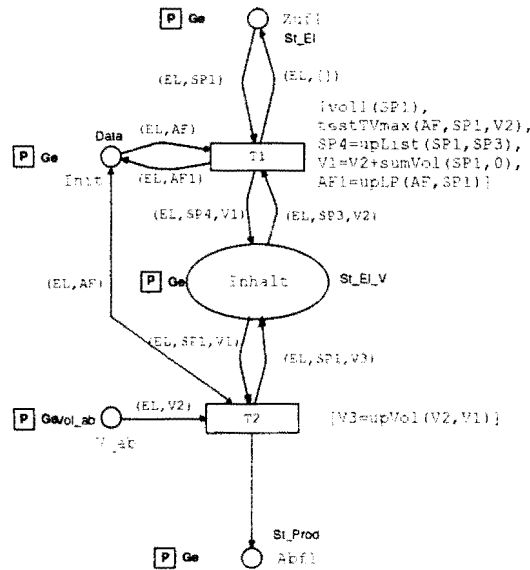 P Ge Zufl
St_El
(EL,SP1) (EL,[])
[voll(SP1),
testTVmax(AF,SP1,V2),
SP4=upList(SP1,SP3),
V1=V2+sumVol(SP1,0),
AF1=upLP(AF,SP1)]
Data (EL,AF)
P Ge T1
Init (EL,AF1)
(EL,SP4,V1) (EL,SP3,V2)
P Ge Inhalt St_El_V
(EL,AF)
(EL,SP1,V1) (EL,SP1,V3)
P Ge Vol_ab (EL,V2) T2 [V3=upVol(V2,V1)]
V_ab
St_Prod
P Ge Abfl